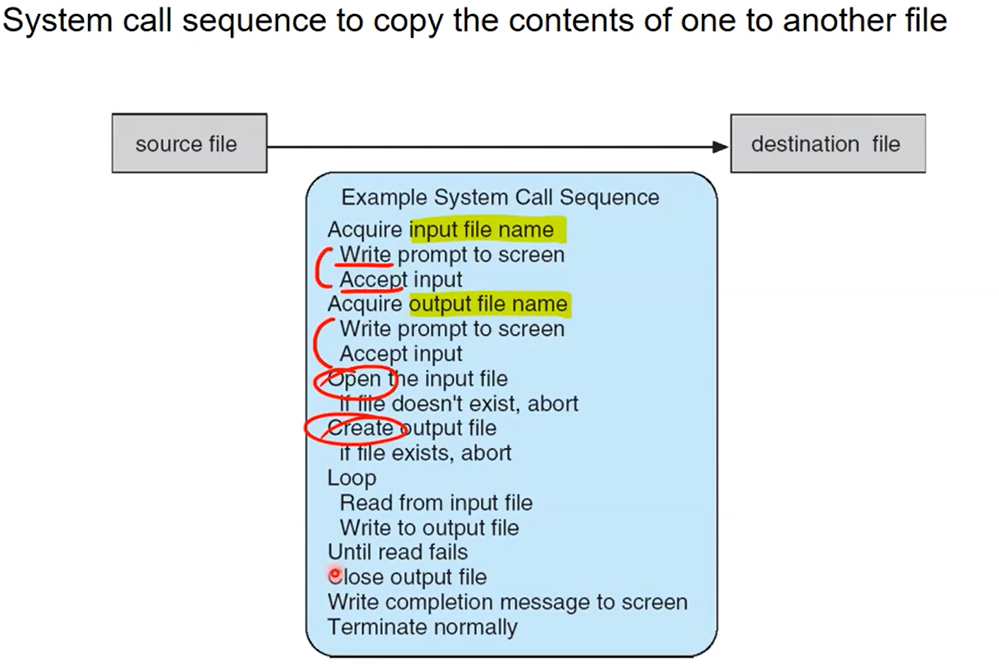 System call sequence to copy the contents of one to another file
source file
destination file
Example System Call Sequence
Acquire input file name
Write prompt to screen
Accept input
Acquire output file name
Write prompt to screen
Accept input
Open the input file
if file doesn't exist, abort
Create output file
if file exists, abort
Loop
Read from input file
Write to output file
Until read fails
Close output file
Write completion message to screen
Terminate normally